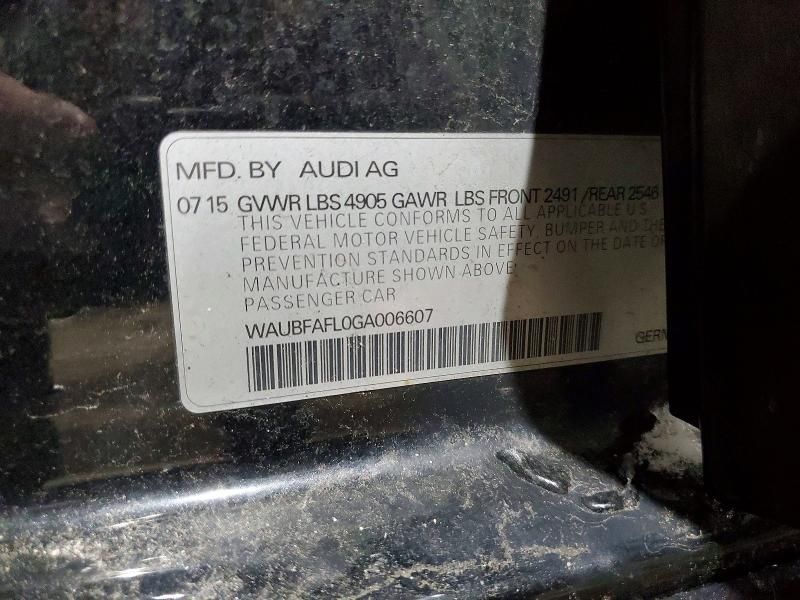 MFD. BY AUDI AG
07 15 GVWR LBS 4905 GAWR LBS FRONT 2491 /REAR 2546
THIS VEHICLE CONFORMS TO ALL APPLICABLE U S
FEDERAL MOTOR VEHICLE SAFETY, BUMPER AND THE
PREVENTION STANDARDS IN EFFECT ON THE DATE OF
MANUFACTURE SHOWN ABOVE
PASSENGER CAR
WAUBFAFL0GA006607